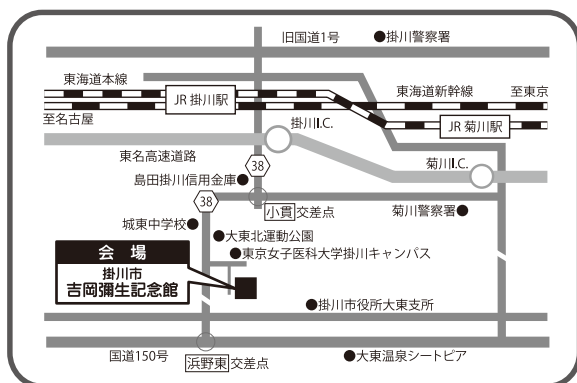 旧国道1号
●掛川警察署
東海道本線
JR 掛川駅
東海道新幹線
至東京
至名古屋
掛川I.C.
JR 菊川駅
東名高速道路
菊川I.C.
38
島田掛川信用金庫●
38
小貫交差点
菊川警察署●
城東中学校●
●大東北運動公園
●東京女子医科大学掛川キャンパス
会場
掛川市
吉岡彌生記念館
●掛川市役所大東支所
国道150号
浜野東交差点
●大東温泉シートピア